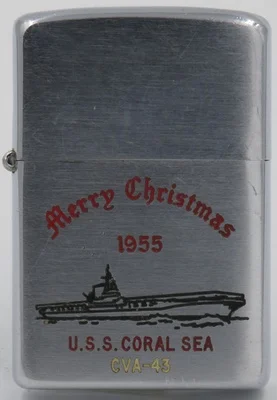 Merry Christmas
1955
U.S.S. CORAL SEA
CVA-43